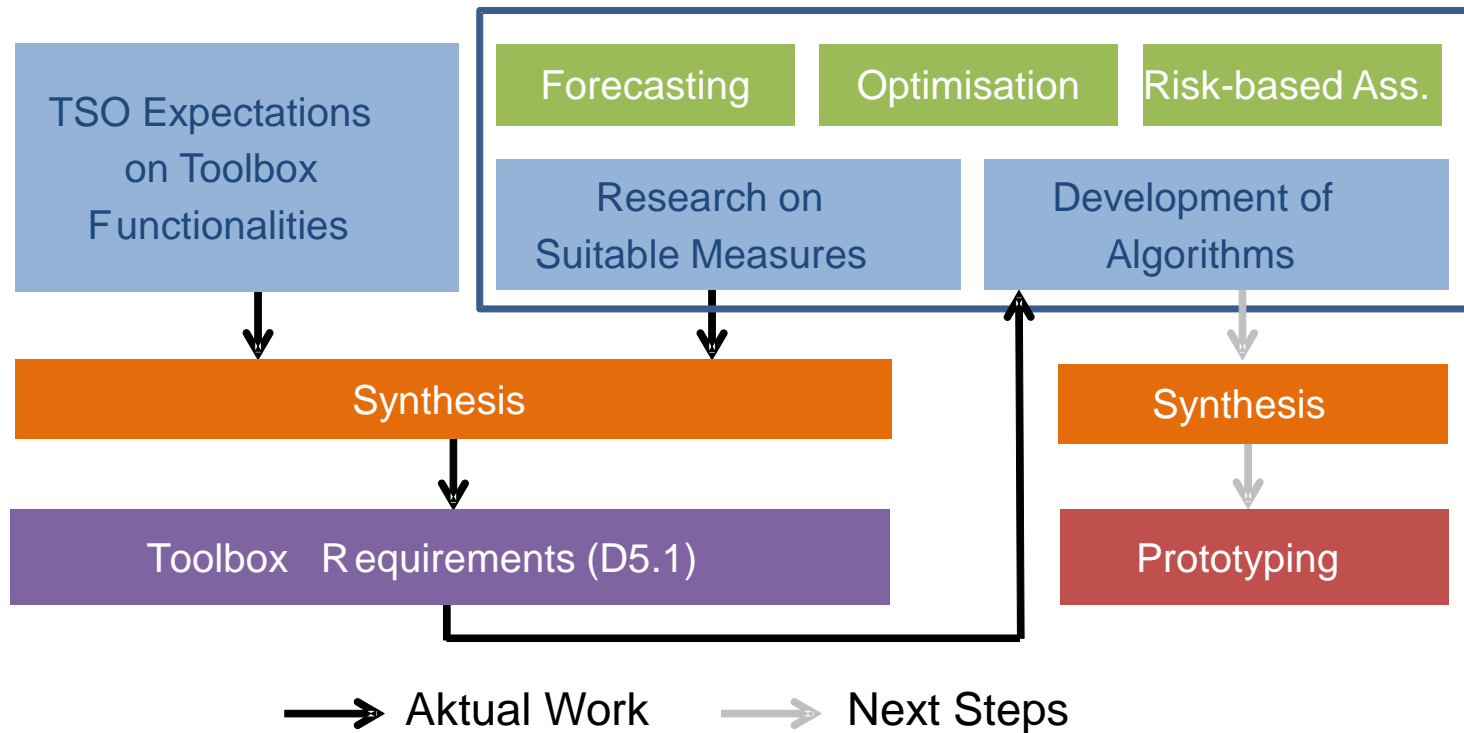 TSO Expectations
on Toolbox
Functionalities
Forecasting
Optimisation
Risk-based Ass.
Research on
Suitable Measures
Development of
Algorithms
Synthesis
Synthesis
Toolbox Requirements (D5.1)
Prototyping
Aktual Work
Next Steps